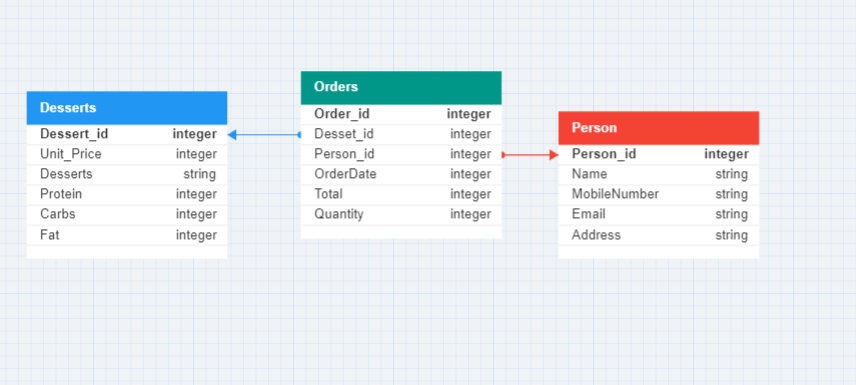 Desserts
Dessert_id integer
Unit_Price integer
Desserts string
Protein integer
Carbs integer
Fat integer
Orders
Order_id integer
Desset_id integer
Person_id integer
OrderDate integer
Total integer
Quantity integer
Person
Person_id integer
Name string
MobileNumber string
Email string
Address string